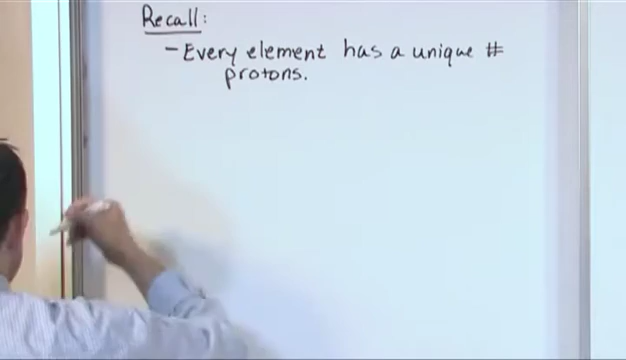 Recall:
- Every element has a unique #
protons.